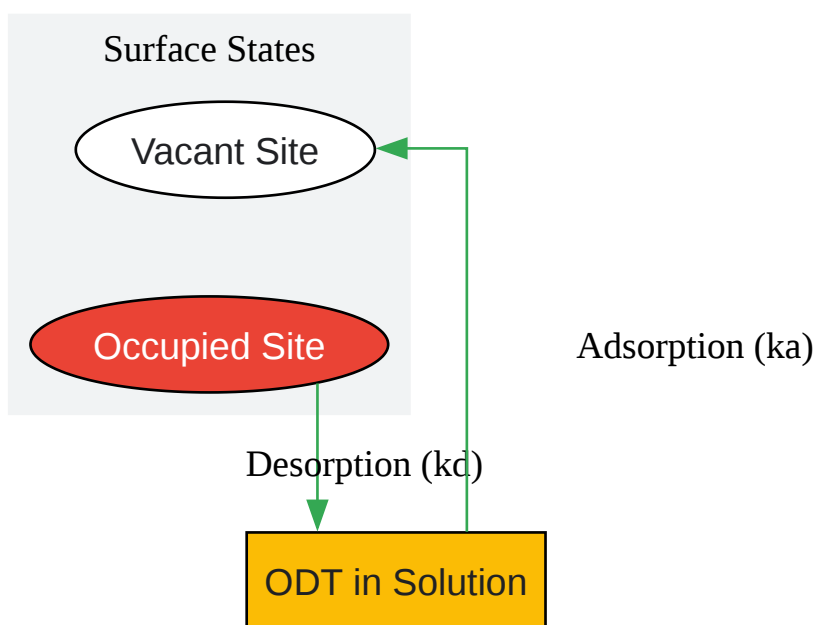 Surface States
Vacant Site
Occupied Site
Adsorption (ka)
Desorption (kd)
ODT in Solution